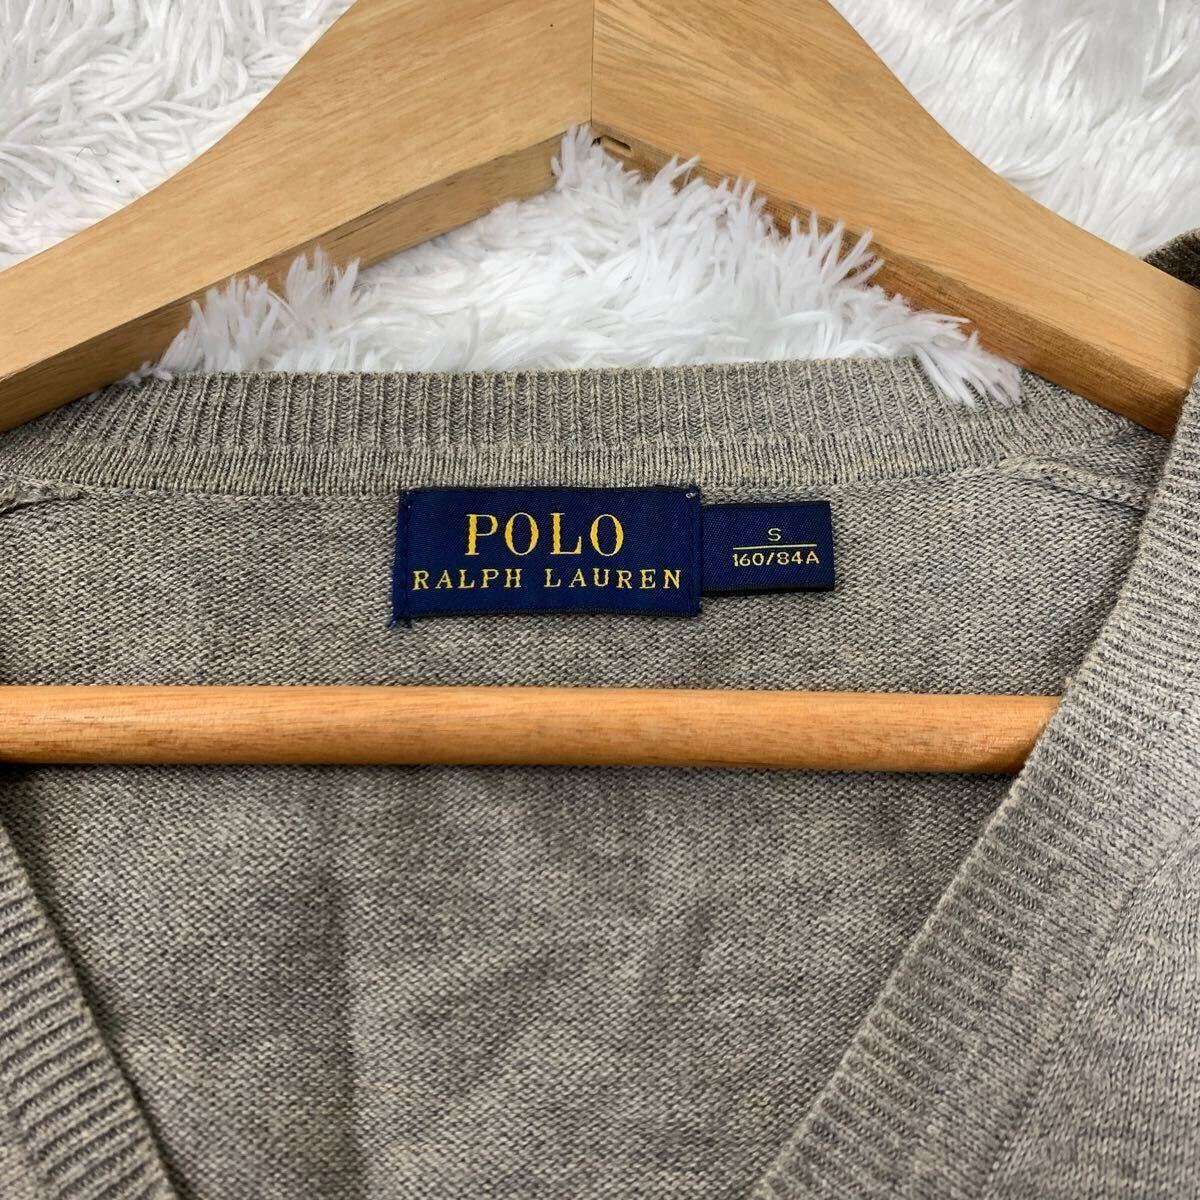 POLO
RALPH LAUREN
S
160/84A